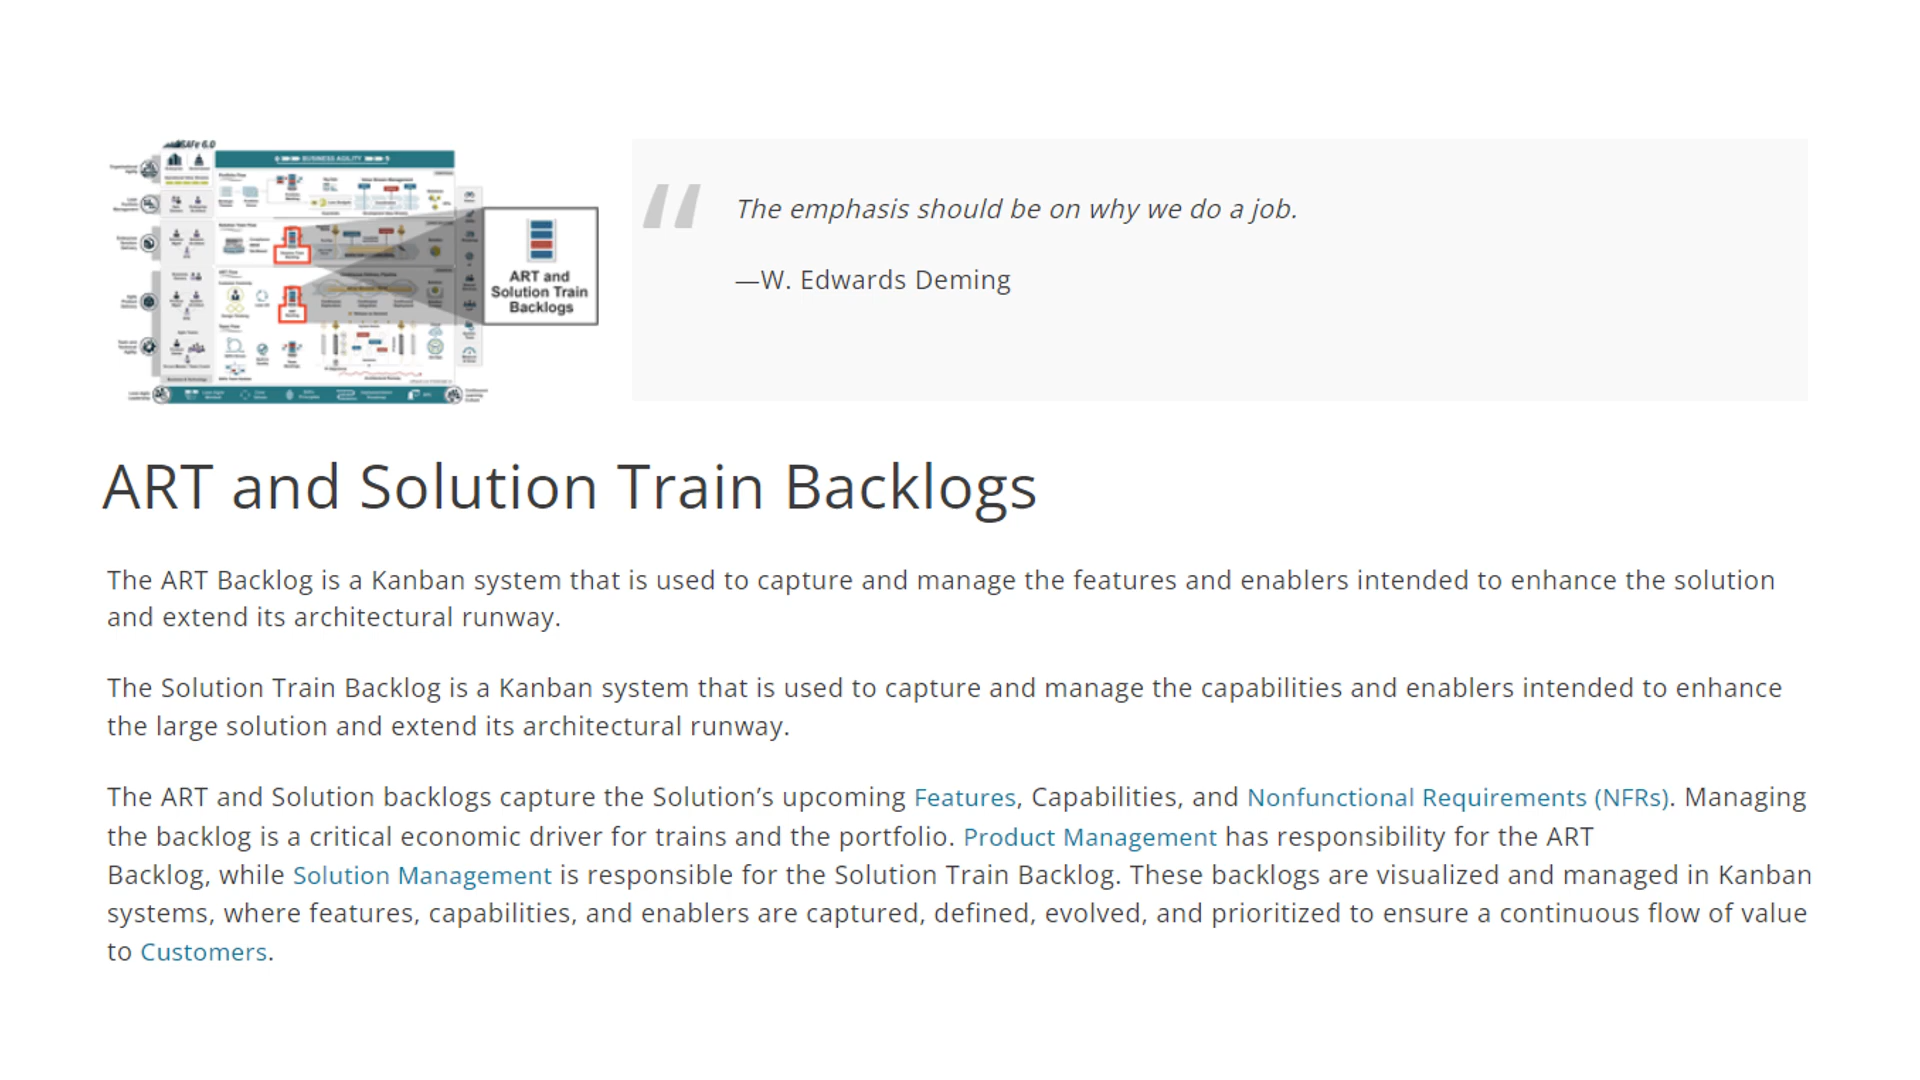 SAFe 6.0
BUSINESS AGILITY
ART and
Solution Train
Backlogs
“
The emphasis should be on why we do a job.
—W. Edwards Deming
ART and Solution Train Backlogs
The ART Backlog is a Kanban system that is used to capture and manage the features and enablers intended to enhance the solution
and extend its architectural runway.
The Solution Train Backlog is a Kanban system that is used to capture and manage the capabilities and enablers intended to enhance
the large solution and extend its architectural runway.
The ART and Solution backlogs capture the Solution’s upcoming Features, Capabilities, and Nonfunctional Requirements (NFRs). Managing
the backlog is a critical economic driver for trains and the portfolio. Product Management has responsibility for the ART
Backlog, while Solution Management is responsible for the Solution Train Backlog. These backlogs are visualized and managed in Kanban
systems, where features, capabilities, and enablers are captured, defined, evolved, and prioritized to ensure a continuous flow of value
to Customers.